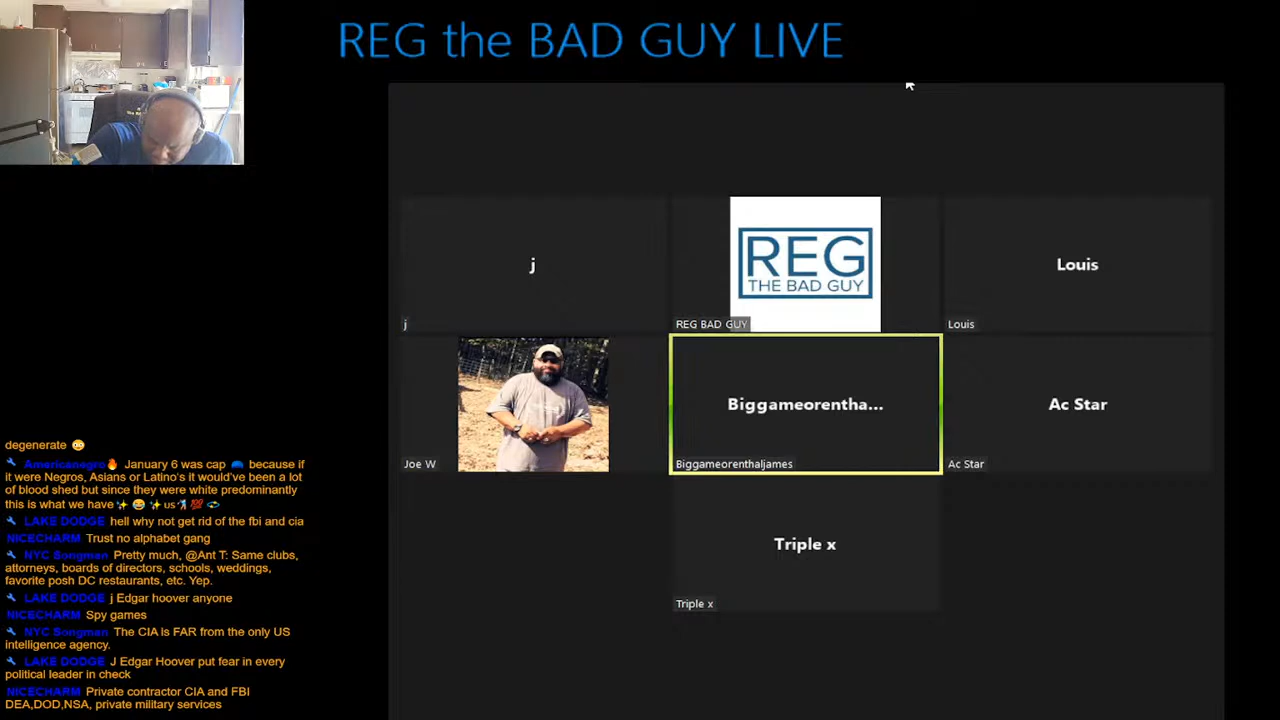 REG the BAD GUY LIVE
j
REG
THE BAD GUY
Louis
j
REG BAD GUY
Louis
Biggameorentha...
Ac Star
Joe W
Biggameorenthaljames
Ac Star
Triple x
Triple x
degenerate 😳
Americanegro🔥 January 6 was cap 🧢 because if
it were Negros, Asians or Latino's it would've been a lot
of blood shed but since they were white predominantly
this is what we have✨😂✨us
LAKE DODGE hell why not get rid of the fbi and cia
NICECHARM Trust no alphabet gang
NYC Songman Pretty much, @Ant T: Same clubs,
attorneys, boards of directors, schools, weddings,
favorite posh DC restaurants, etc. Yep.
LAKE DODGE j Edgar hoover anyone
NICECHARM Spy games
NYC Songman The CIA is FAR from the only US
intelligence agency.
LAKE DODGE J Edgar Hoover put fear in every
political leader in check
NICECHARM Private contractor CIA and FBI
DEA,DOD,NSA, private military services